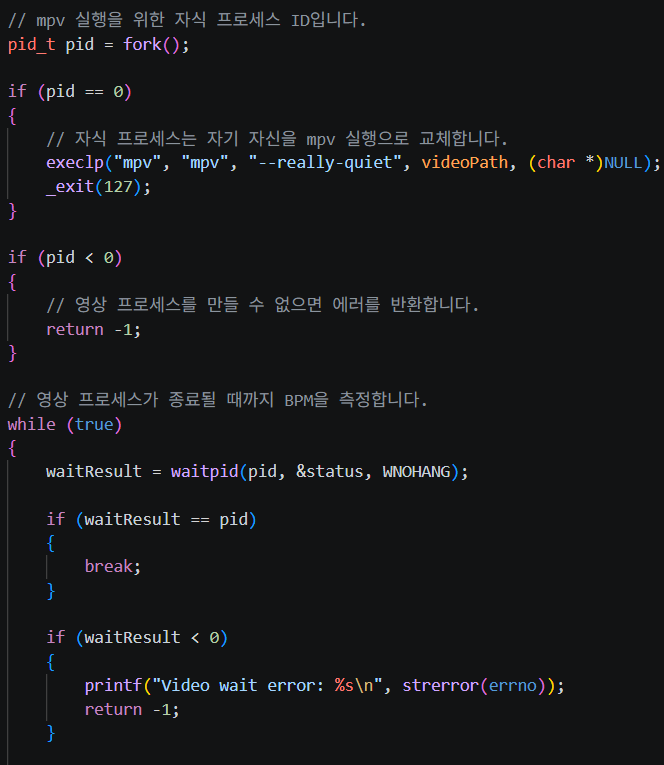 // mpv 실행을 위한 자식 프로세스 ID입니다.
pid_t pid = fork();

if (pid == 0)
{
    // 자식 프로세스는 자기 자신을 mpv 실행으로 교체합니다.
    execlp("mpv", "mpv", "--really-quiet", videoPath, (char *)NULL);
    _exit(127);
}

if (pid < 0)
{
    // 영상 프로세스를 만들 수 없으면 에러를 반환합니다.
    return -1;
}

// 영상 프로세스가 종료될 때까지 BPM을 측정합니다.
while (true)
{
    waitResult = waitpid(pid, &status, WNOHANG);

    if (waitResult == pid)
    {
        break;
    }

    if (waitResult < 0)
    {
        printf("Video wait error: %s\n", strerror(errno));
        return -1;
    }